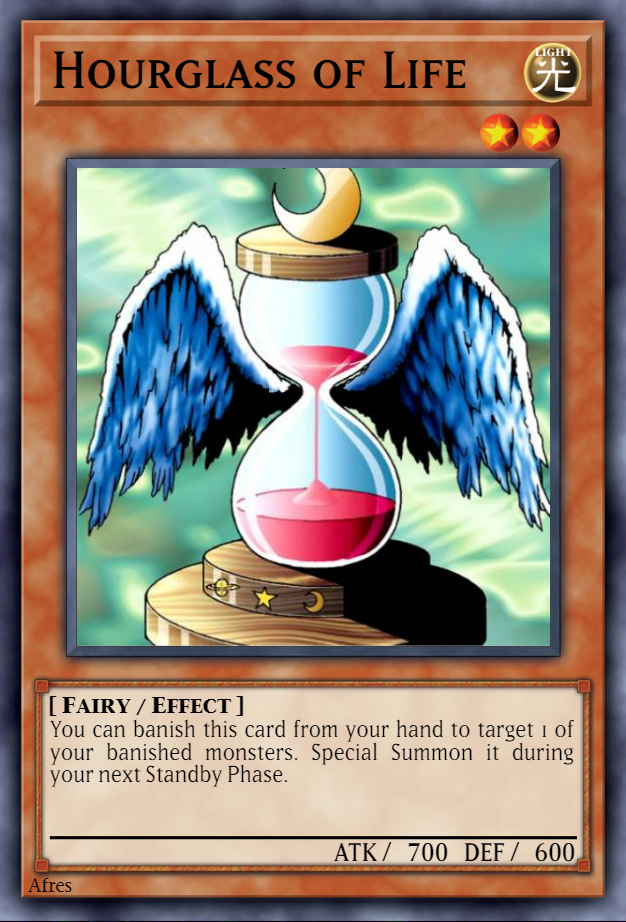 Hourglass of Life
LIGHT
光
[ Fairy / Effect ]
You can banish this card from your hand to target 1 of
your banished monsters. Special Summon it during
your next Standby Phase.
ATK / 700 DEF / 600
Afres